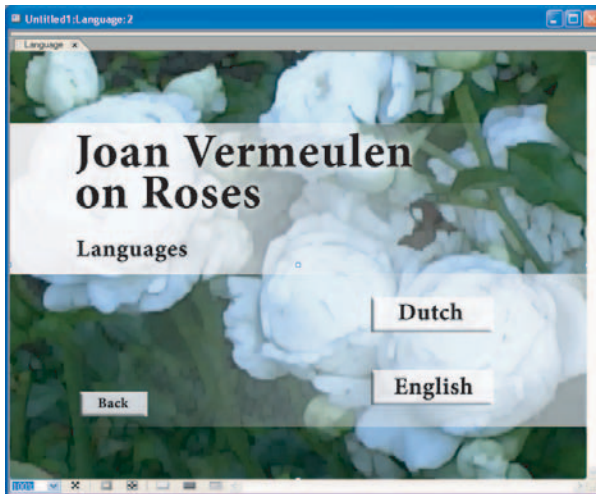 Untitled1:Language:2
Language
Joan Vermeulen
on Roses
Languages
Dutch
English
Back
100%